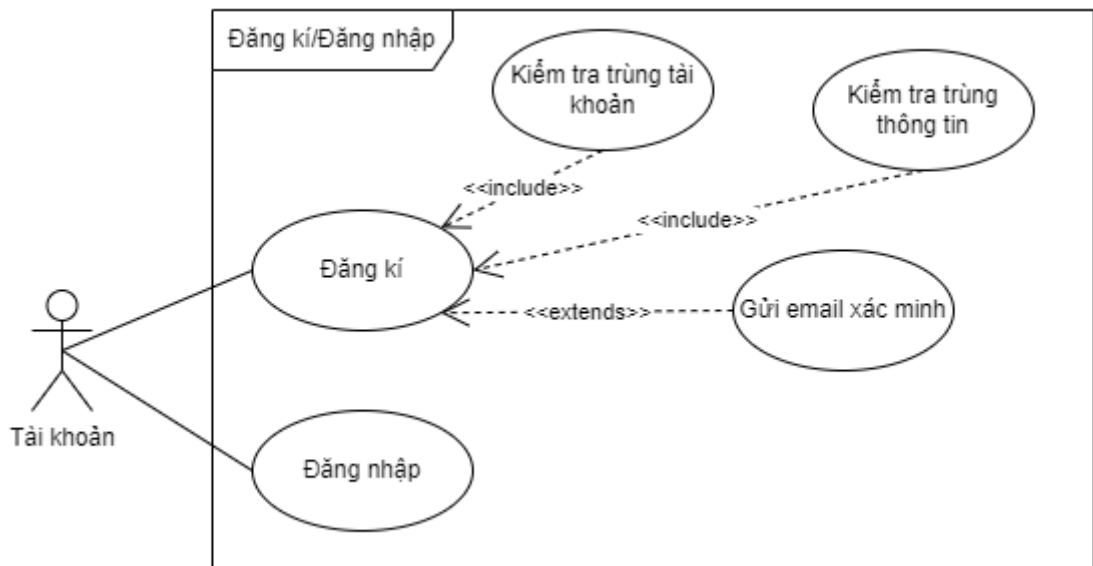 Đăng kí/Đăng nhập
Kiểm tra trùng tài
khoản
Kiểm tra trùng
thông tin
<<include>>
<<include>>
Đăng kí
<<extends>>
Gửi email xác minh
Tài khoản
Đăng nhập